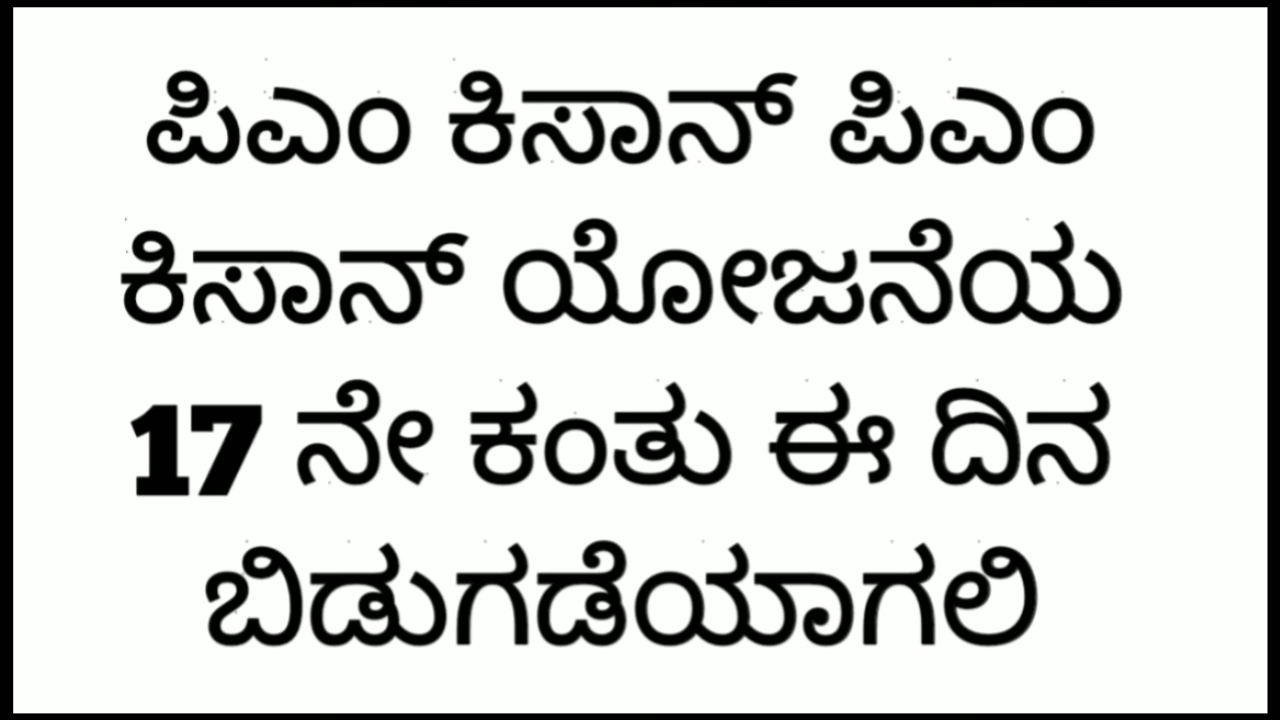 ಪಿಎಂ ಕಿಸಾನ್ ಪಿಎಂ
ಕಿಸಾನ್ ಯೋಜನೆಯ
17 ನೇ ಕಂತು ಈ ದಿನ
ಬಿಡುಗಡೆಯಾಗಲಿ